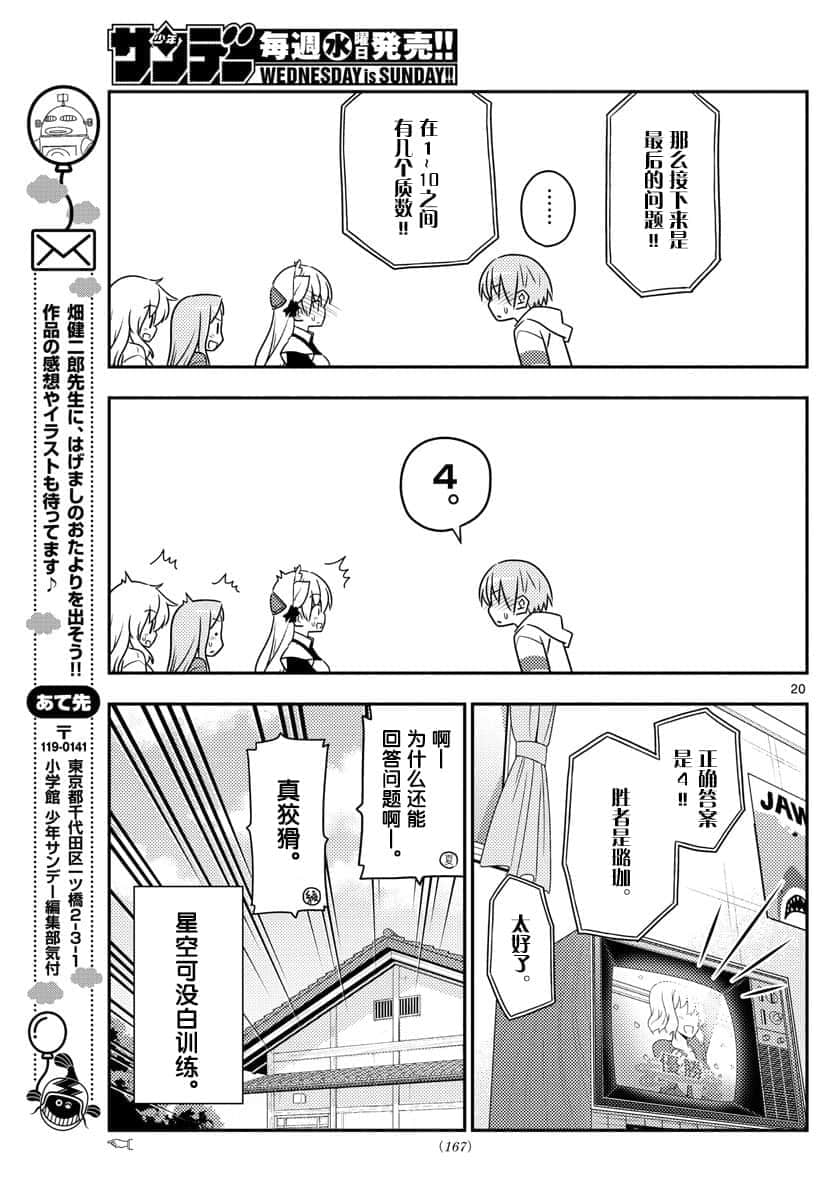 少年サンデー
毎週水曜日発売!!
WEDNESDAY is SUNDAY!!
那么接下来是
最后的问题!!
……
在1~10之间
有几个质数!!
4。
20
正确答案
是4!!
胜者是璐珈。
JAW
太好了。
優勝
啊—
为什么还能
回答问题啊—。
夏
真狡猾。
星空可没白训练。
畑健二郎先生に、はげましのおたよりを出そう!!
作品の感想やイラストも待ってます♪
あて先
〒
119-0141
東京都千代田区一ツ橋2-3-1
小学館 少年サンデー編集部気付
(167)